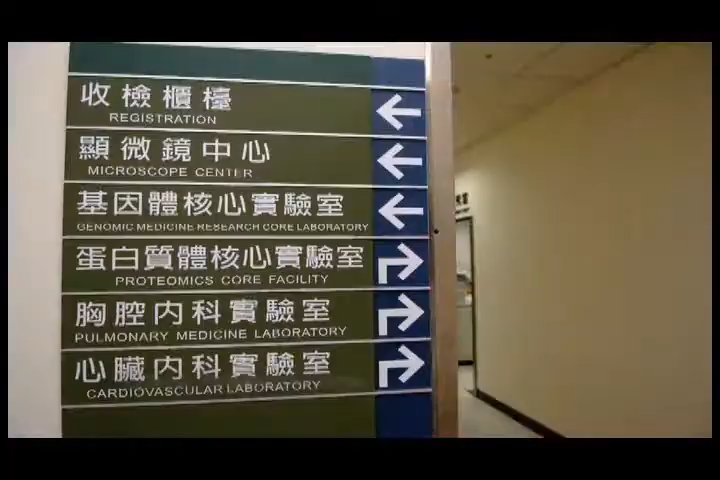 收檢櫃檯
REGISTRATION
顯微鏡中心
MICROSCOPE CENTER
基因體核心實驗室
GENOMIC MEDICINE RESEARCH CORE LABORATORY
蛋白質體核心實驗室
PROTEOMICS CORE FACILITY
胸腔內科實驗室
PULMONARY MEDICINE LABORATORY
心臟內科實驗室
CARDIOVASCULAR LABORATORY